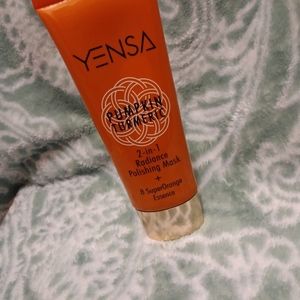 YENSA
PUMPKIN
TURMERIC
2-in-1
Radiance
Polishing Mask
+
8 SuperOrange
Essence